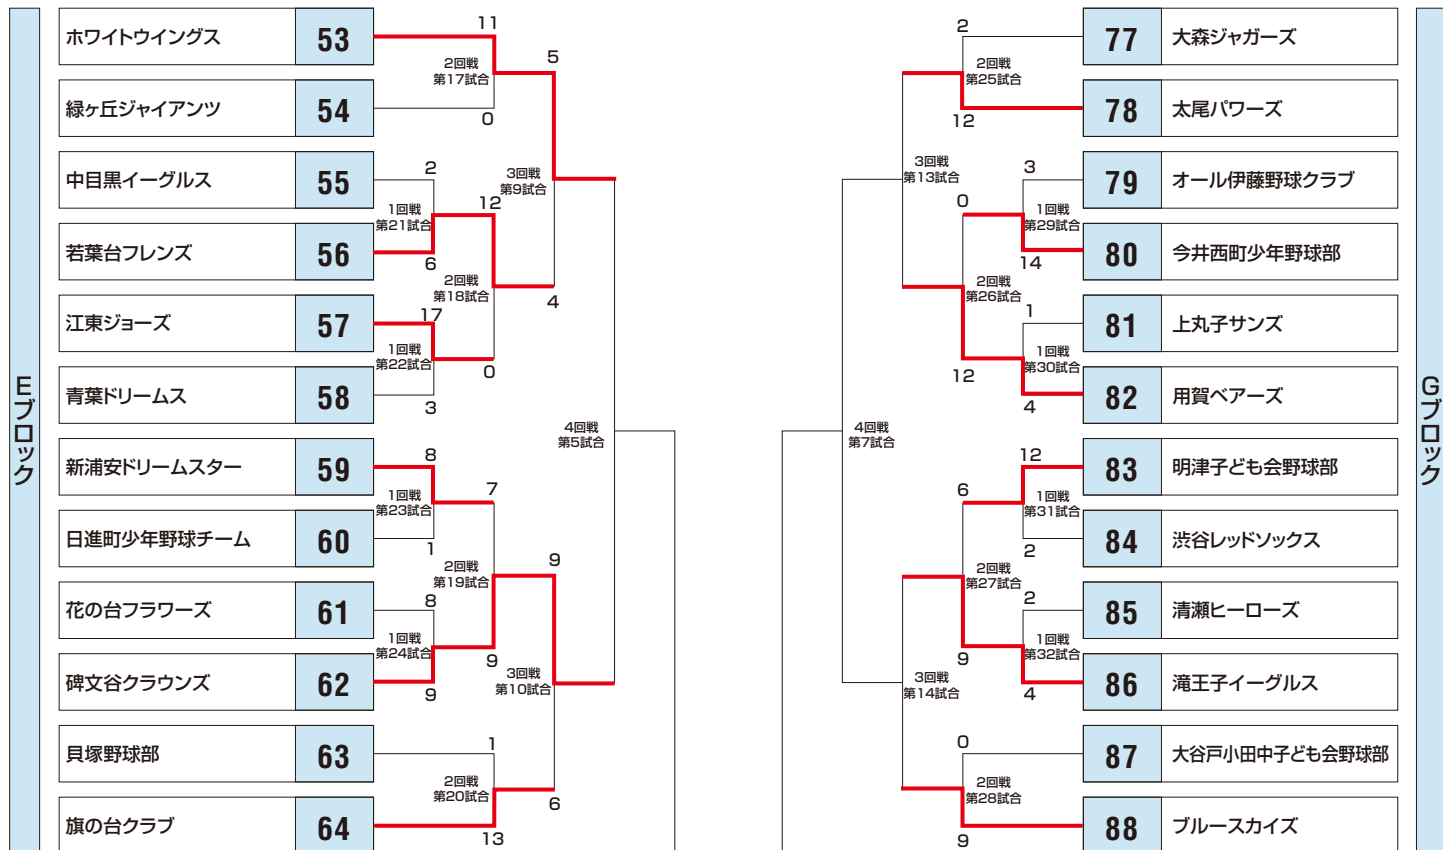 Eブロック
ホワイトウイングス 53
緑ヶ丘ジャイアンツ 54
中目黒イーグルス 55
若葉台フレンズ 56
江東ジョーズ 57
青葉ドリームス 58
新浦安ドリームスター 59
日進町少年野球チーム 60
花の台フラワーズ 61
碑文谷クラウンズ 62
貝塚野球部 63
旗の台クラブ 64
11
2回戦
第17試合
0
2
1回戦
第21試合
6
12
2回戦
第18試合
0
17
1回戦
第22試合
3
5
3回戦
第9試合
4
8
1回戦
第23試合
1
7
2回戦
第19試合
9
8
1回戦
第24試合
9
9
3回戦
第10試合
6
1
2回戦
第20試合
13
4回戦
第5試合
Gブロック
77 大森ジャガーズ
78 太尾パワーズ
79 オール伊藤野球クラブ
80 今井西町少年野球部
81 上丸子サンズ
82 用賀ベアーズ
83 明津子ども会野球部
84 渋谷レッドソックス
85 清瀬ヒーローズ
86 滝王子イーグルス
87 大谷戸小田中子ども会野球部
88 ブルースカイズ
2
2回戦
第25試合
12
3回戦
第13試合
3
1回戦
第29試合
14
0
2回戦
第26試合
12
1
1回戦
第30試合
4
4回戦
第7試合
12
1回戦
第31試合
2
6
2回戦
第27試合
9
2
1回戦
第32試合
4
3回戦
第14試合
0
2回戦
第28試合
9